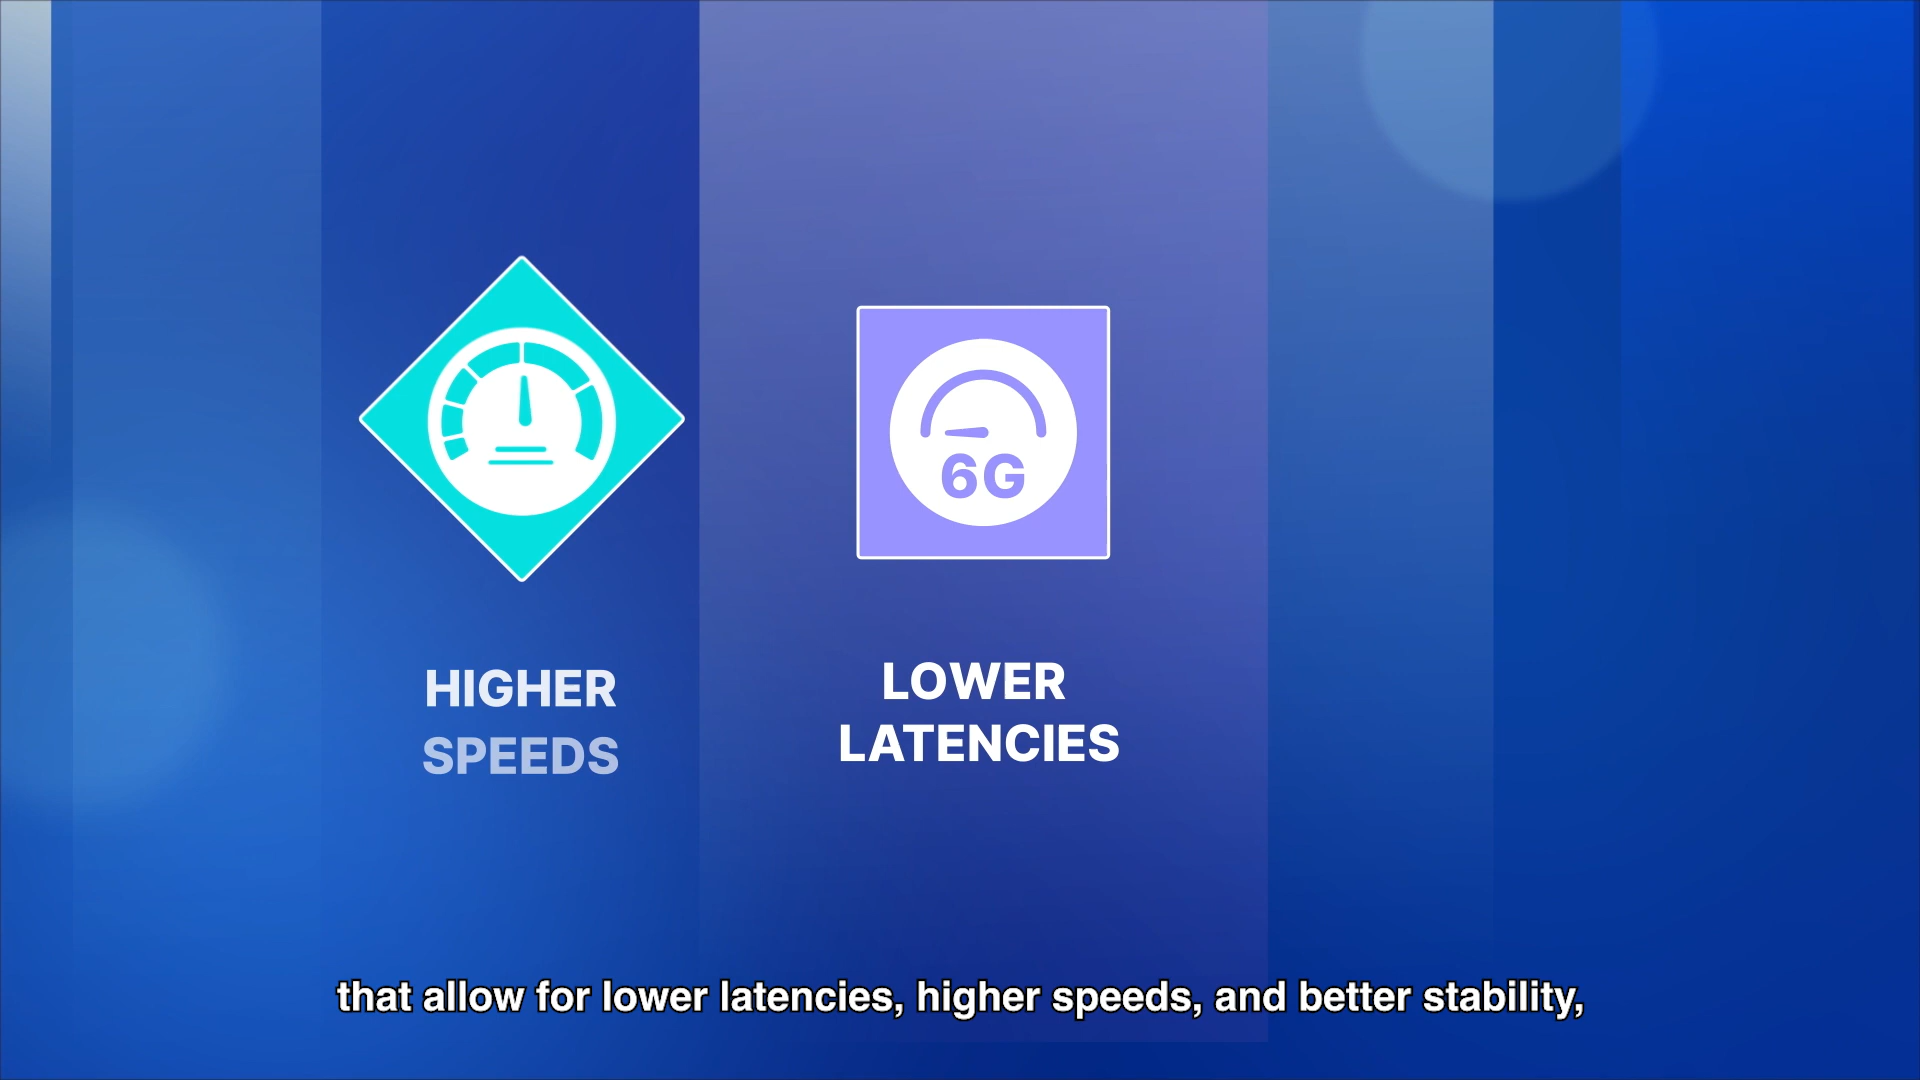 6G
HIGHER
SPEEDS
LOWER
LATENCIES
that allow for lower latencies, higher speeds, and better stability,